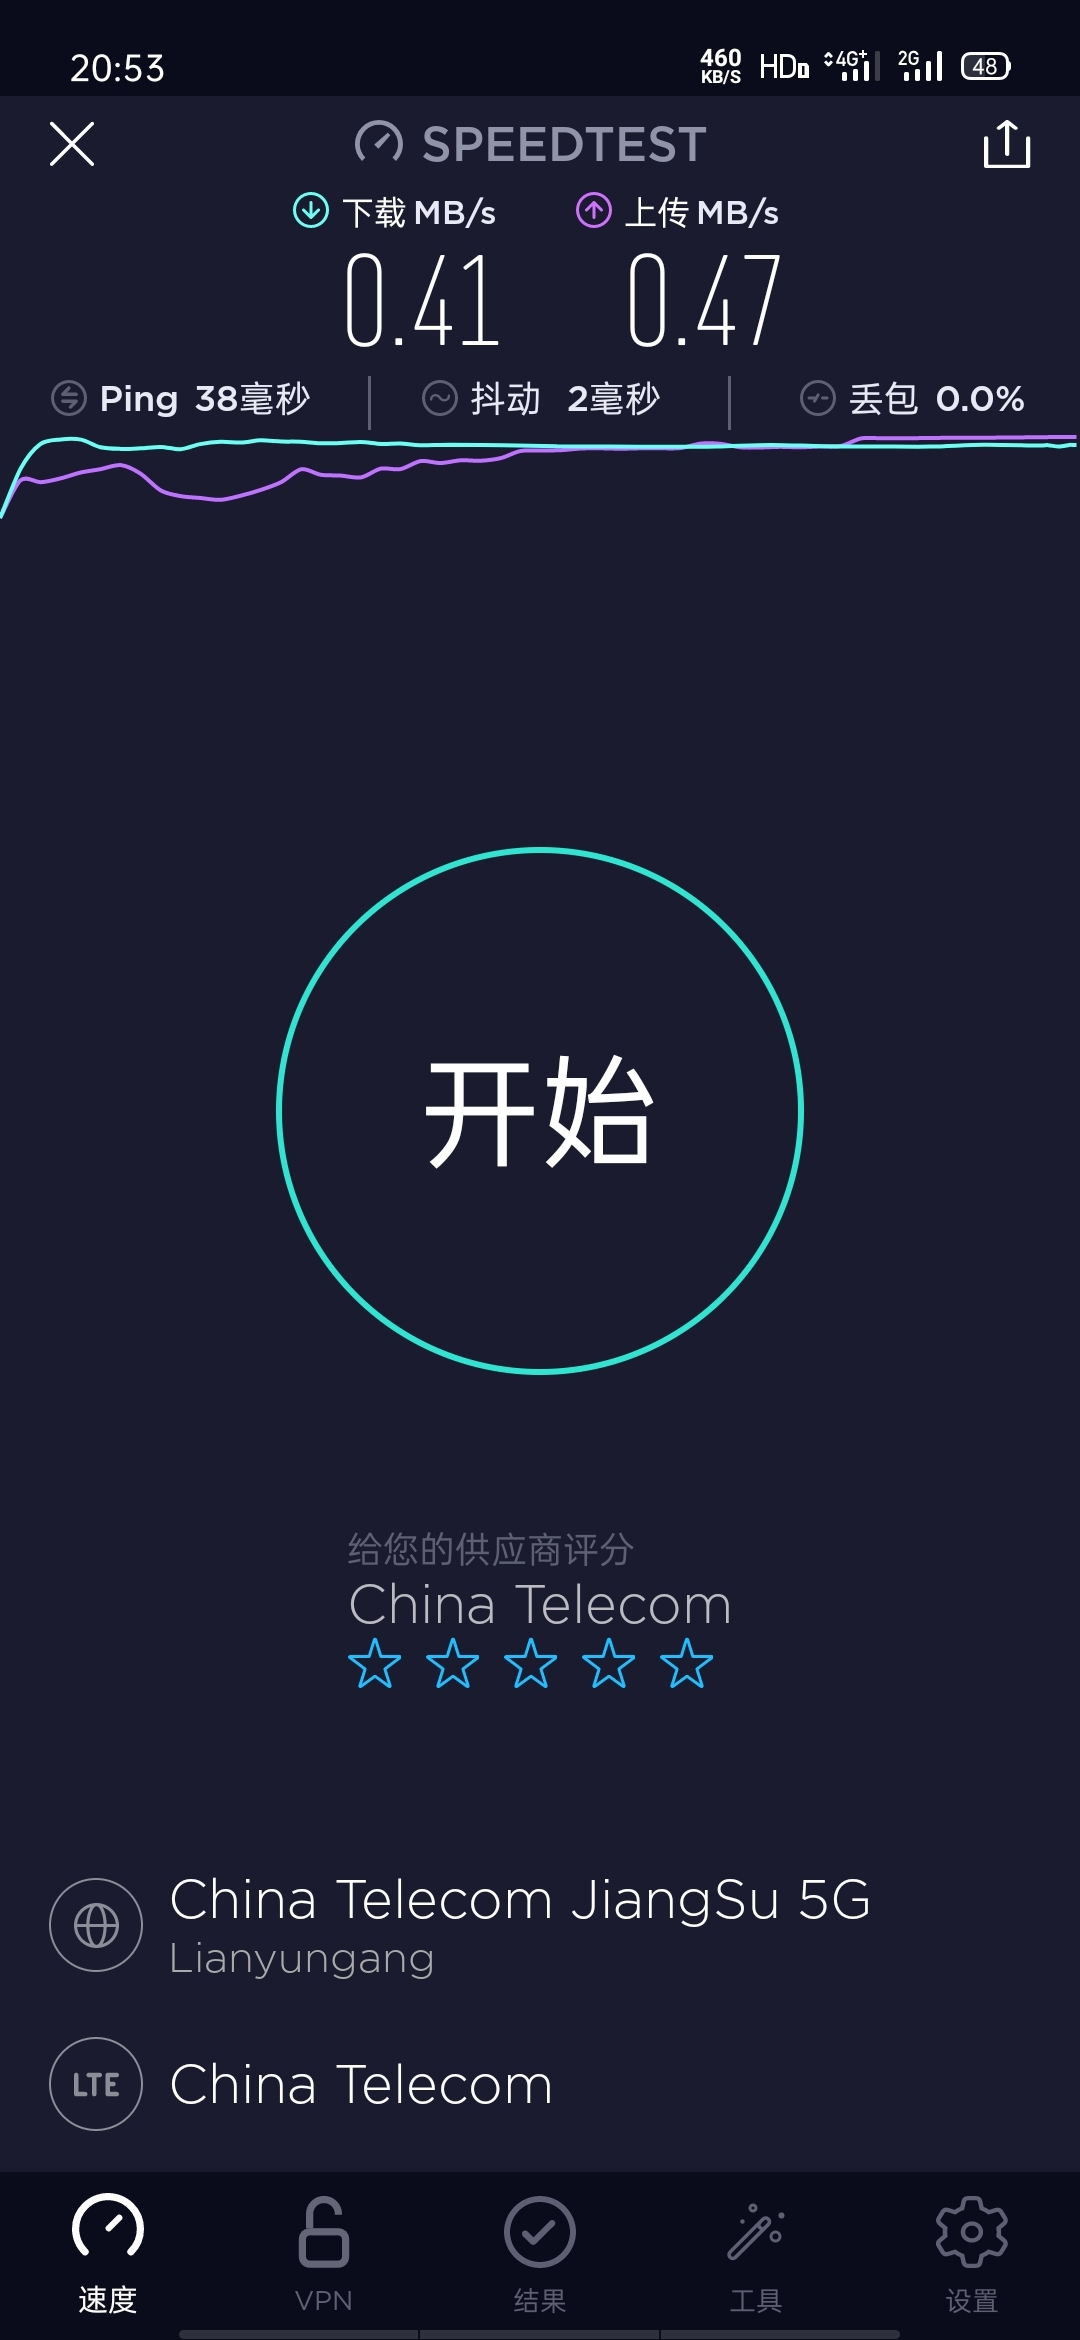 20:53 460 KB/S HD 4G+ 2G 48
SPEEDTEST
下载 MB/s 上传 MB/s
0.41 0.47
Ping 38毫秒 抖动 2毫秒 丢包 0.0%
开始
给您的供应商评分
China Telecom
China Telecom JiangSu 5G
Lianyungang
LTE China Telecom
速度 VPN 结果 工具 设置